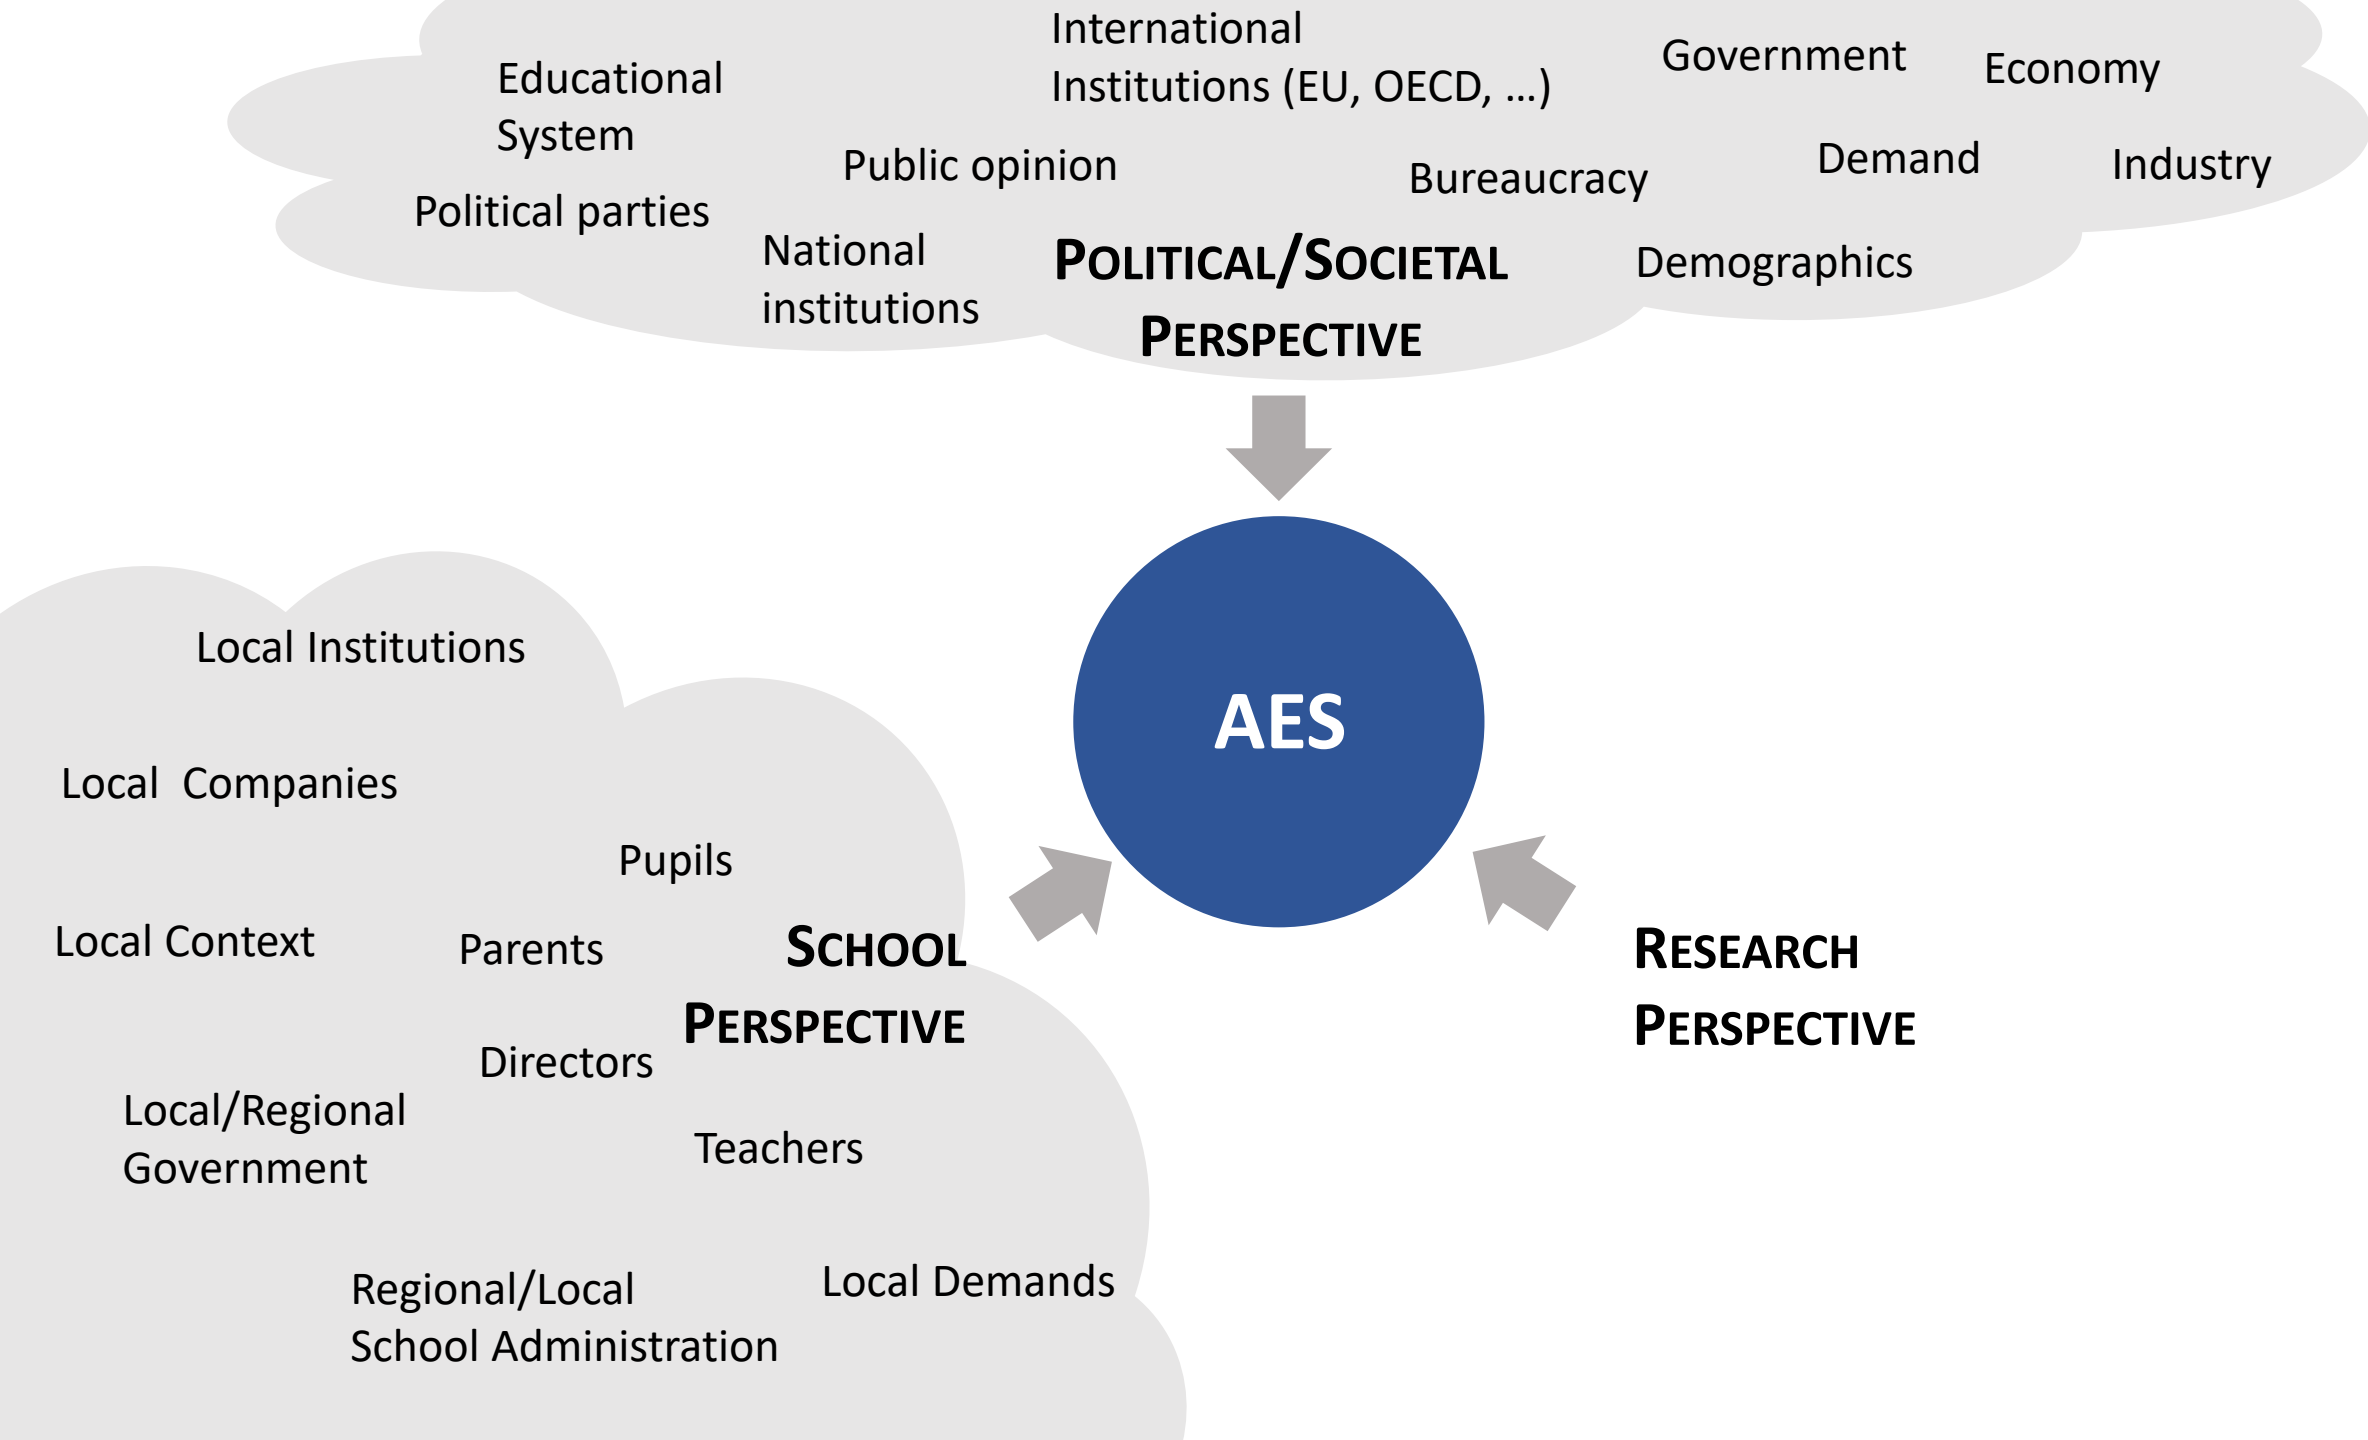 International
Institutions (EU, OECD, ...)
Government
Economy
Educational
System
Public opinion
Bureaucracy
Demand
Industry
Political parties
National
institutions
POLITICAL/SOCIETAL
PERSPECTIVE
Demographics
AES
Local Institutions
Local  Companies
Pupils
Local Context
Parents
SCHOOL
PERSPECTIVE
RESEARCH
PERSPECTIVE
Directors
Local/Regional
Government
Teachers
Regional/Local
School Administration
Local Demands